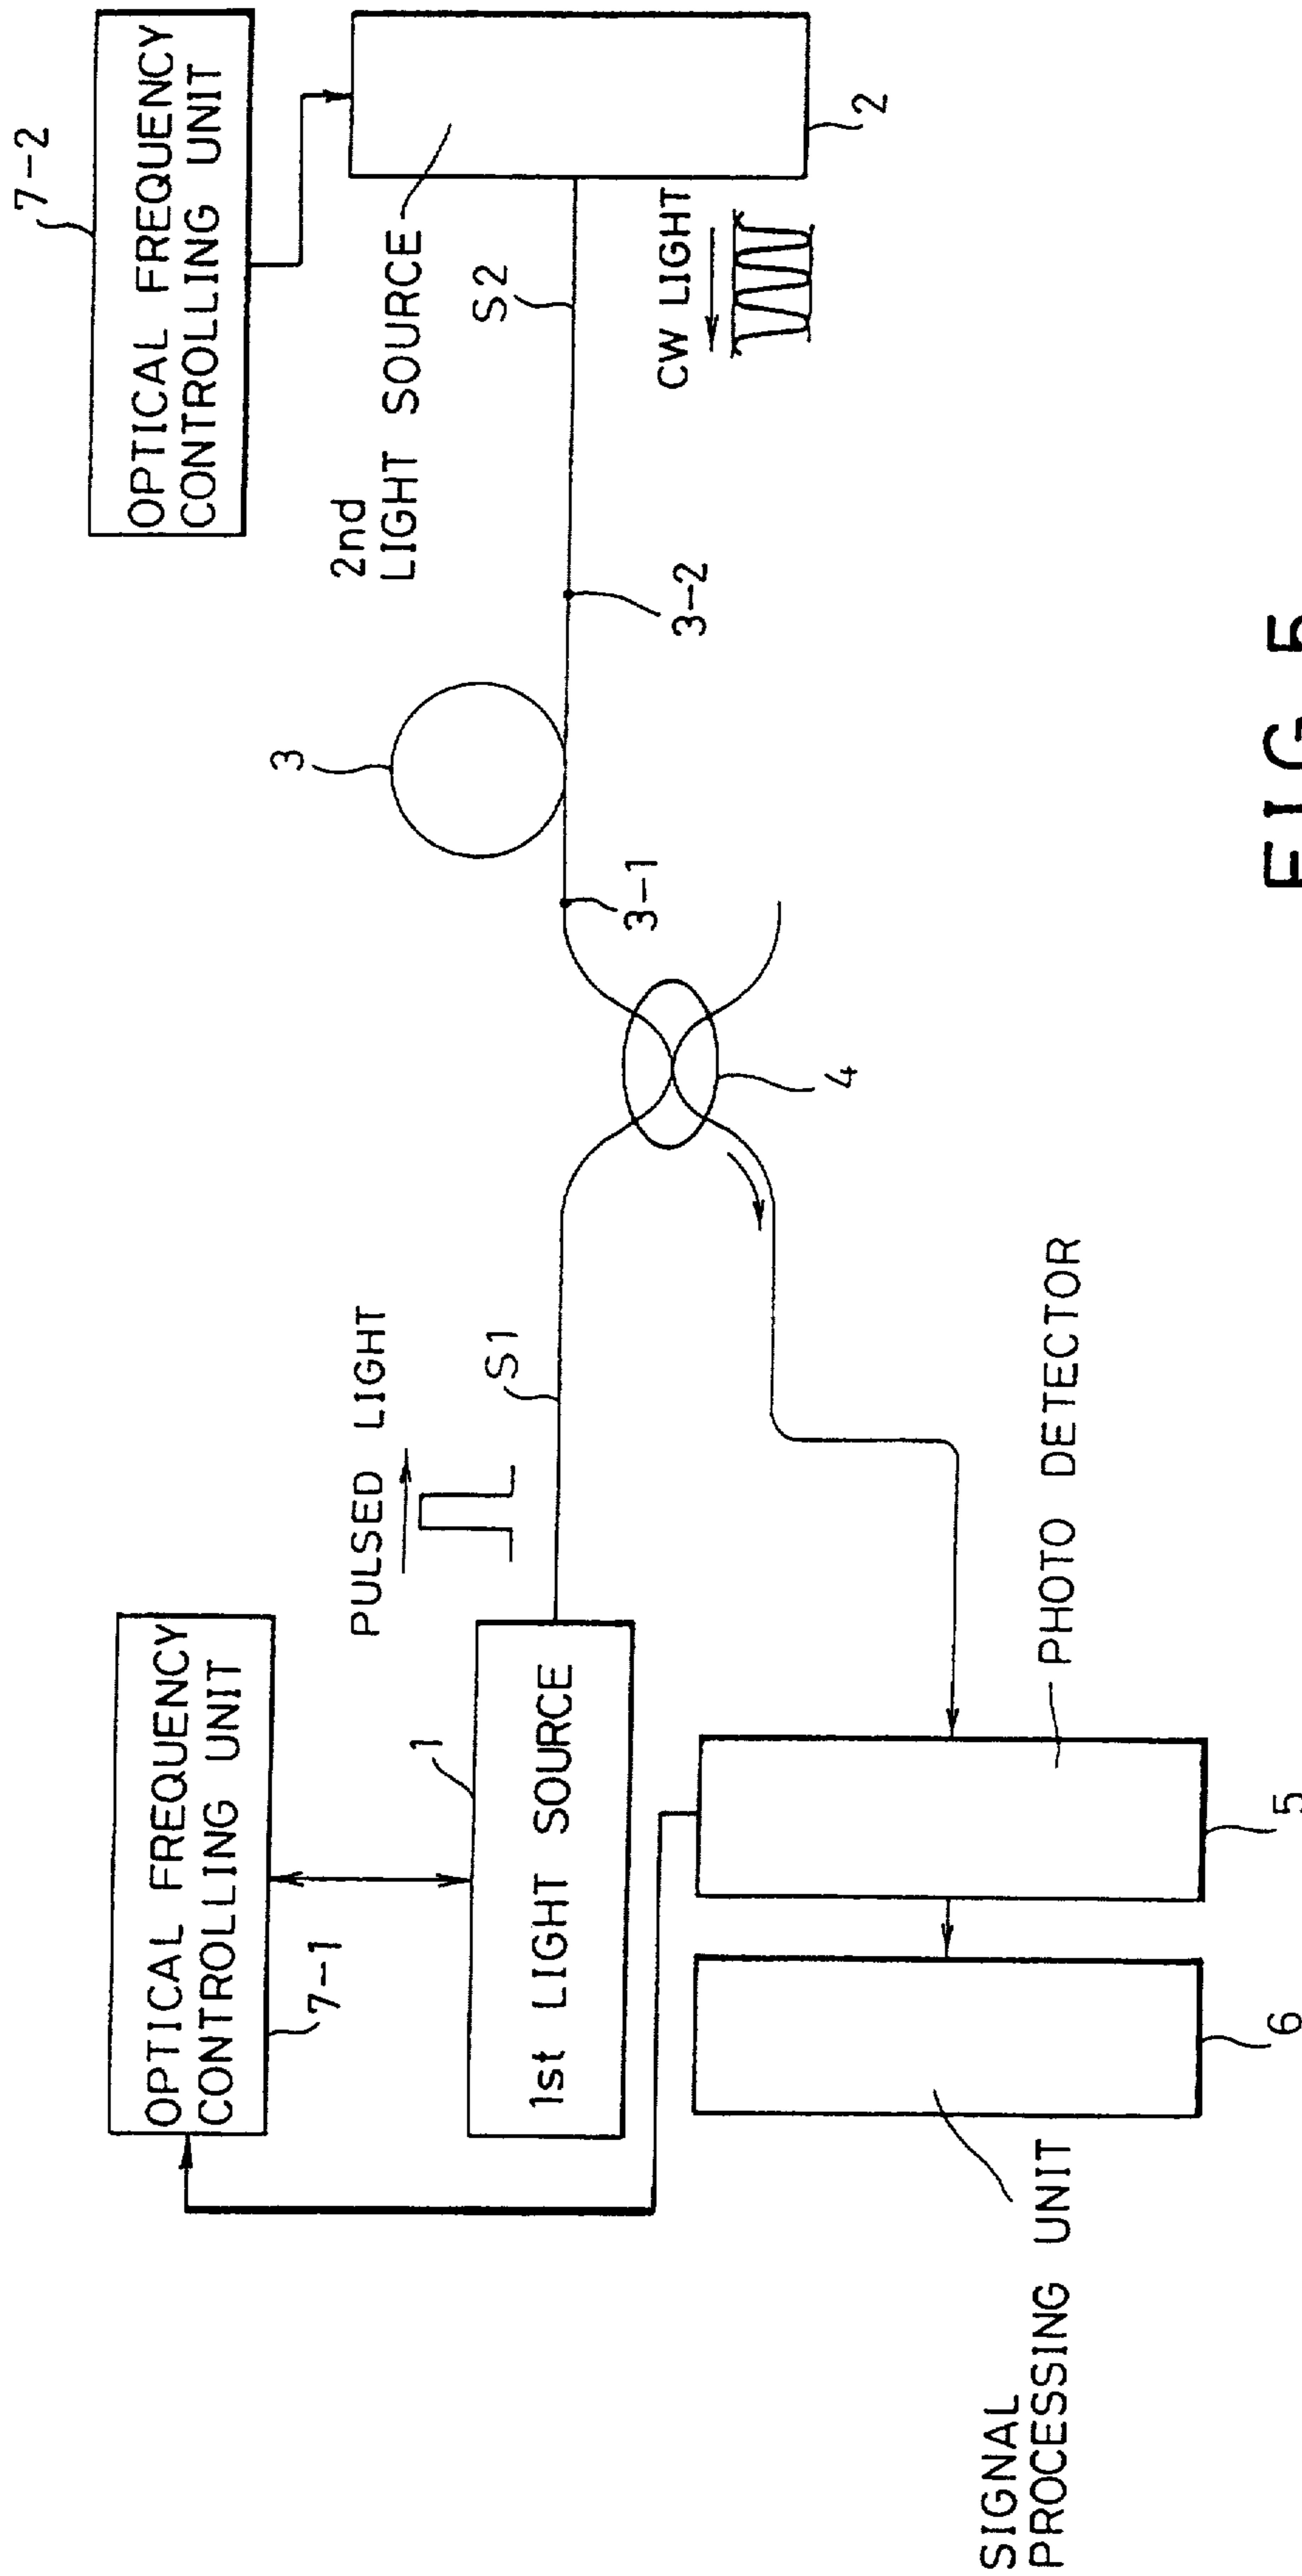 OPTICAL FREQUENCY
CONTROLLING UNIT
7-1
1
1st LIGHT SOURCE
PULSED LIGHT
S1
SIGNAL
PROCESSING UNIT
6
5
PHOTO DETECTOR
4
3-1
3
3-2
S2
2nd
LIGHT SOURCE
CW LIGHT
2
7-2
OPTICAL FREQUENCY
CONTROLLING UNIT
FIG. 5